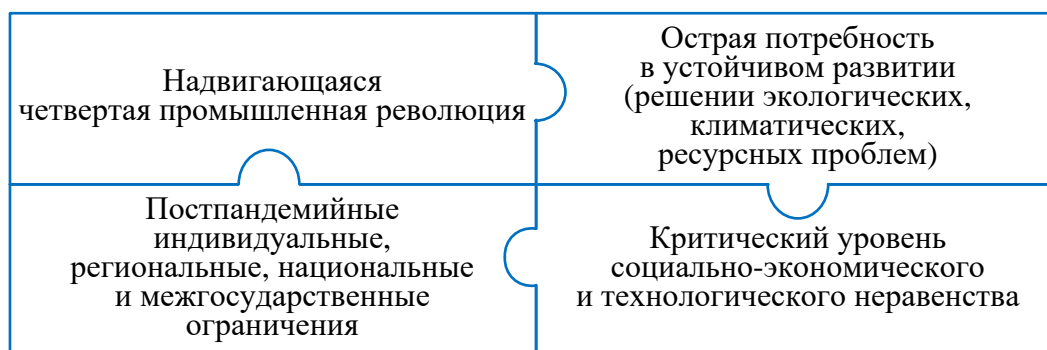 Надвигающаяся
четвертая промышленная революция
Острая потребность
в устойчивом развитии
(решении экологических,
климатических,
ресурсных проблем)
Постпандемийные
индивидуальные,
региональные, национальные
и межгосударственные
ограничения
Критический уровень
социально-экономического
и технологического неравенства